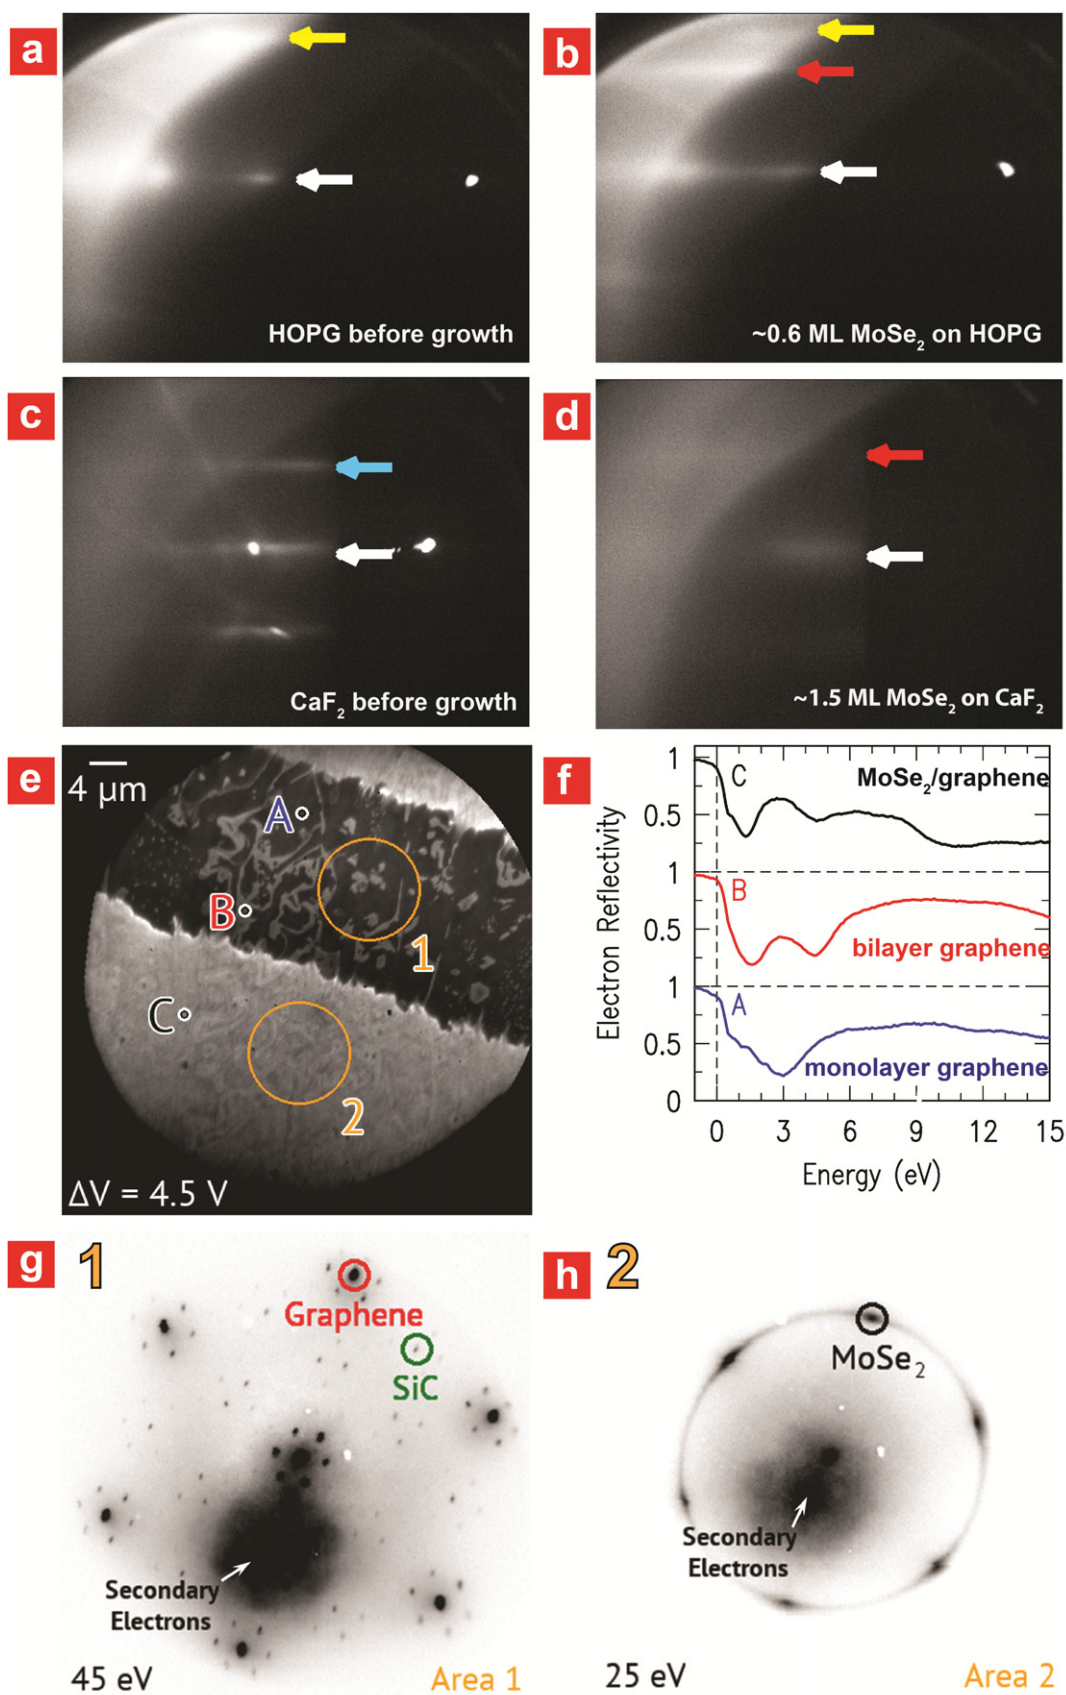 a
b
HOPG before growth
~0.6 ML MoSe₂ on HOPG
c
d
CaF₂ before growth
~1.5 ML MoSe₂ on CaF₂
e
4 μm
A
B
1
C
2
ΔV = 4.5 V
f
1
C
MoSe₂/graphene
0.5
1
B
0.5
bilayer graphene
1
A
0.5
monolayer graphene
0
0 3 6 9 12 15
Electron Reflectivity
Energy (eV)
g
1
Graphene
SiC
Secondary
Electrons
45 eV
Area 1
h
2
MoSe₂
Secondary
Electrons
25 eV
Area 2